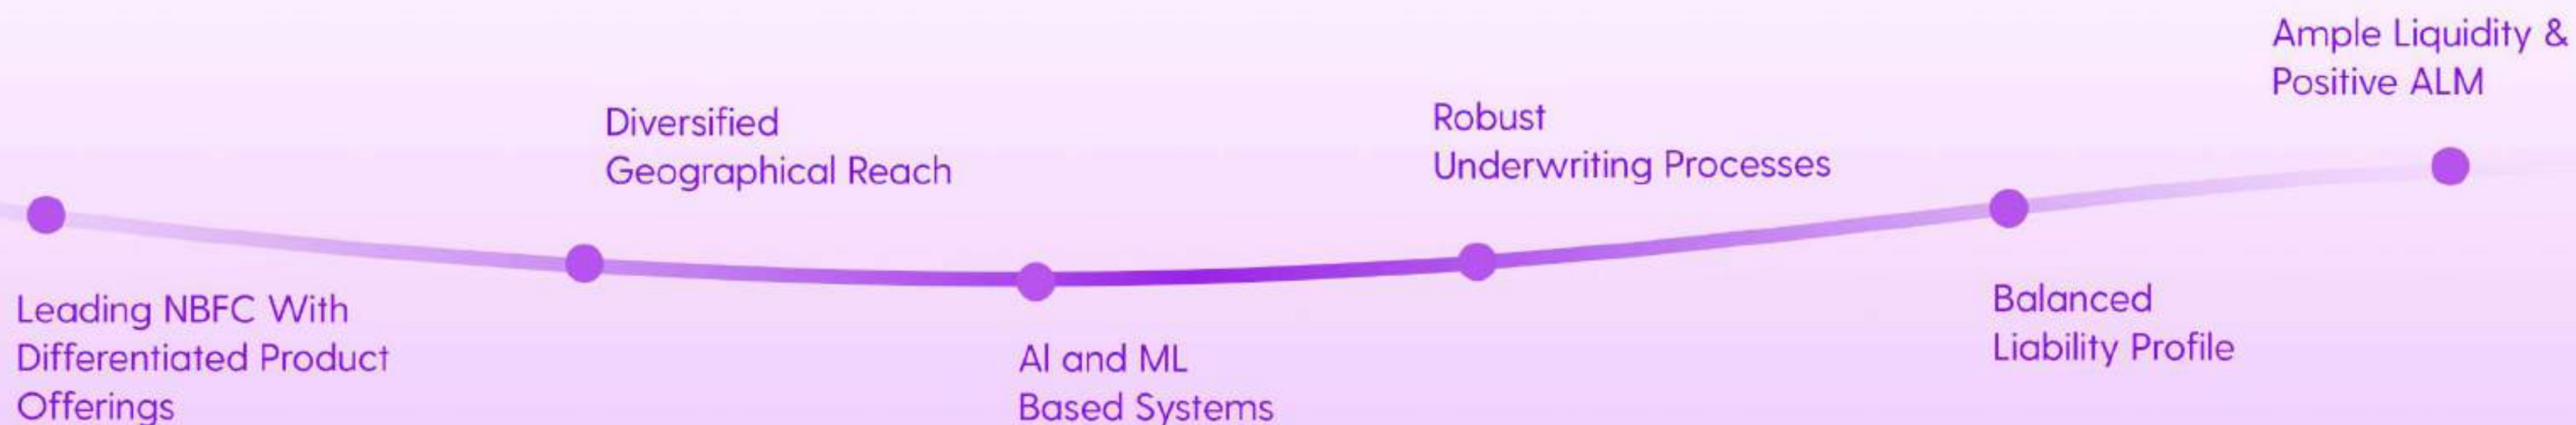 Leading NBFC With
Differentiated Product
Offerings
Diversified
Geographical Reach
AI and ML
Based Systems
Robust
Underwriting Processes
Balanced
Liability Profile
Ample Liquidity &
Positive ALM